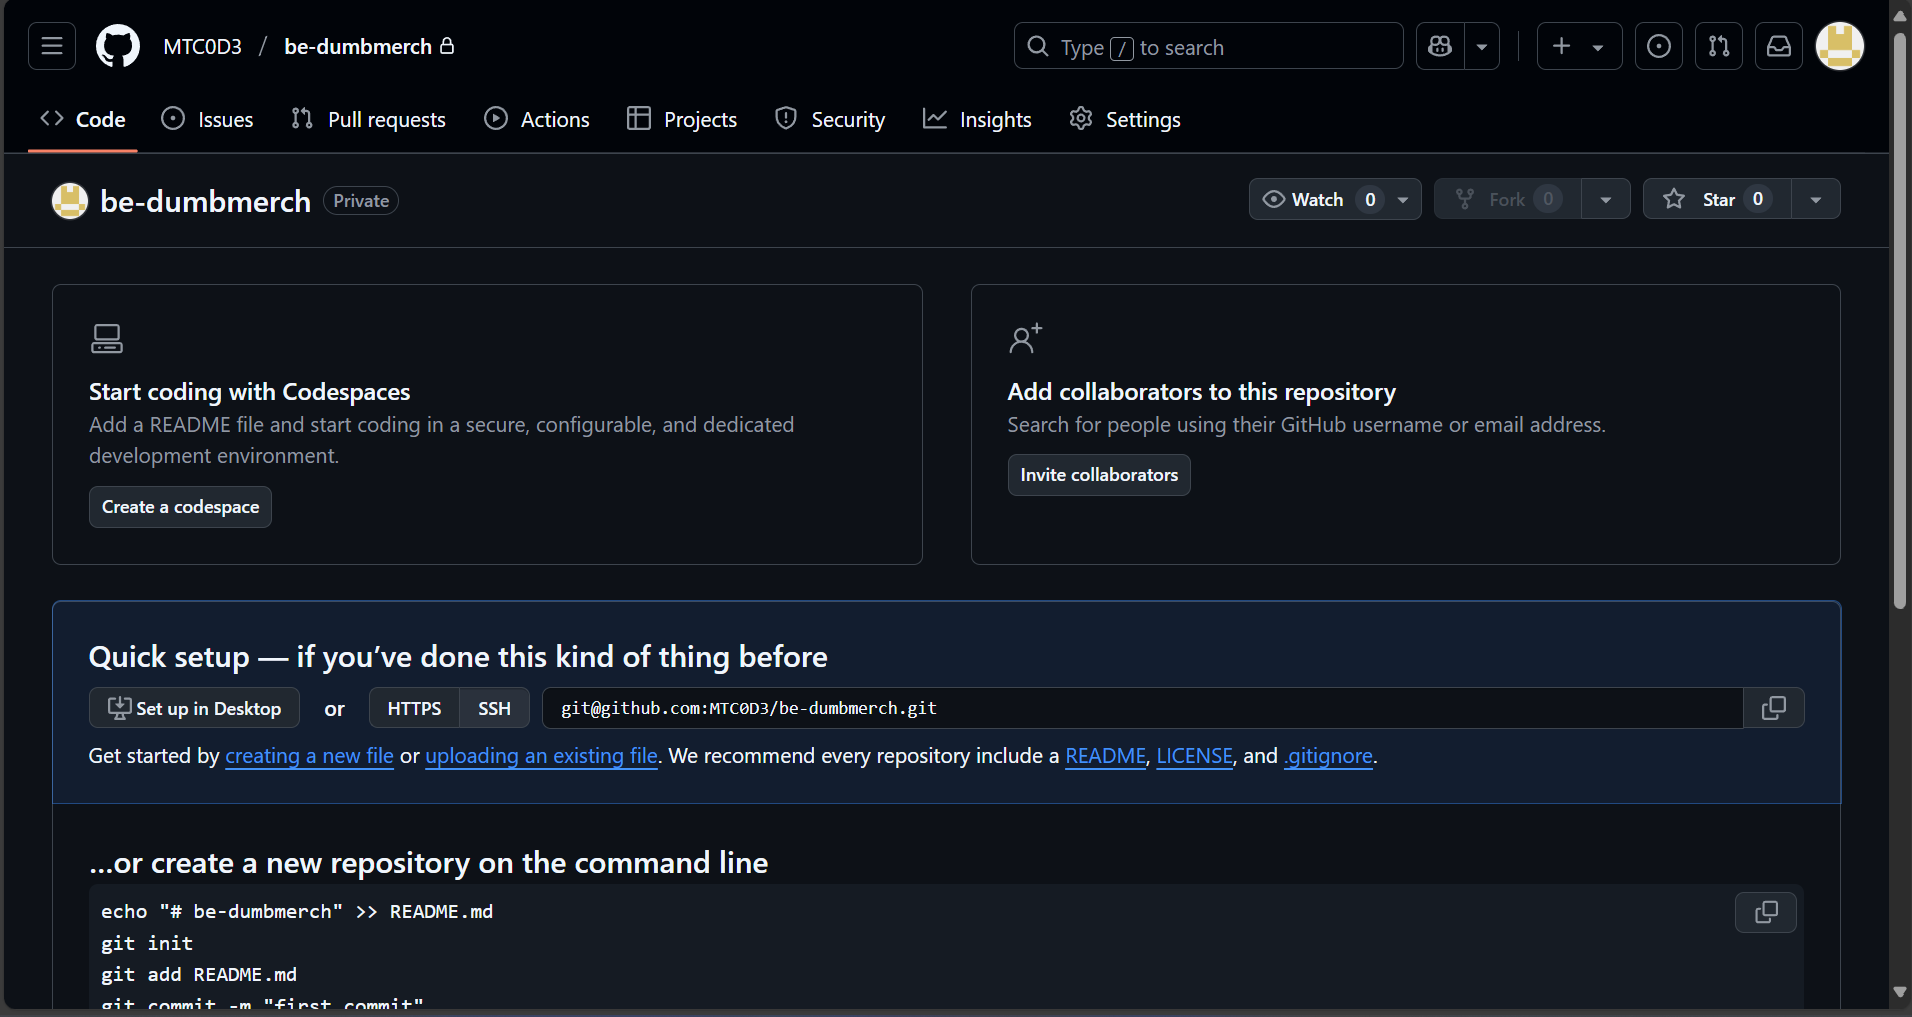 MTC0D3 / be-dumbmerch
Type / to search
Code
Issues
Pull requests
Actions
Projects
Security
Insights
Settings
be-dumbmerch Private
Watch 0
Fork 0
Star 0
Start coding with Codespaces
Add a README file and start coding in a secure, configurable, and dedicated
development environment.
Create a codespace
Add collaborators to this repository
Search for people using their GitHub username or email address.
Invite collaborators
Quick setup — if you’ve done this kind of thing before
Set up in Desktop or HTTPS SSH git@github.com:MTC0D3/be-dumbmerch.git
Get started by creating a new file or uploading an existing file. We recommend every repository include a README, LICENSE, and .gitignore.
…or create a new repository on the command line
echo "# be-dumbmerch" >> README.md
git init
git add README.md
git commit -m "first commit"